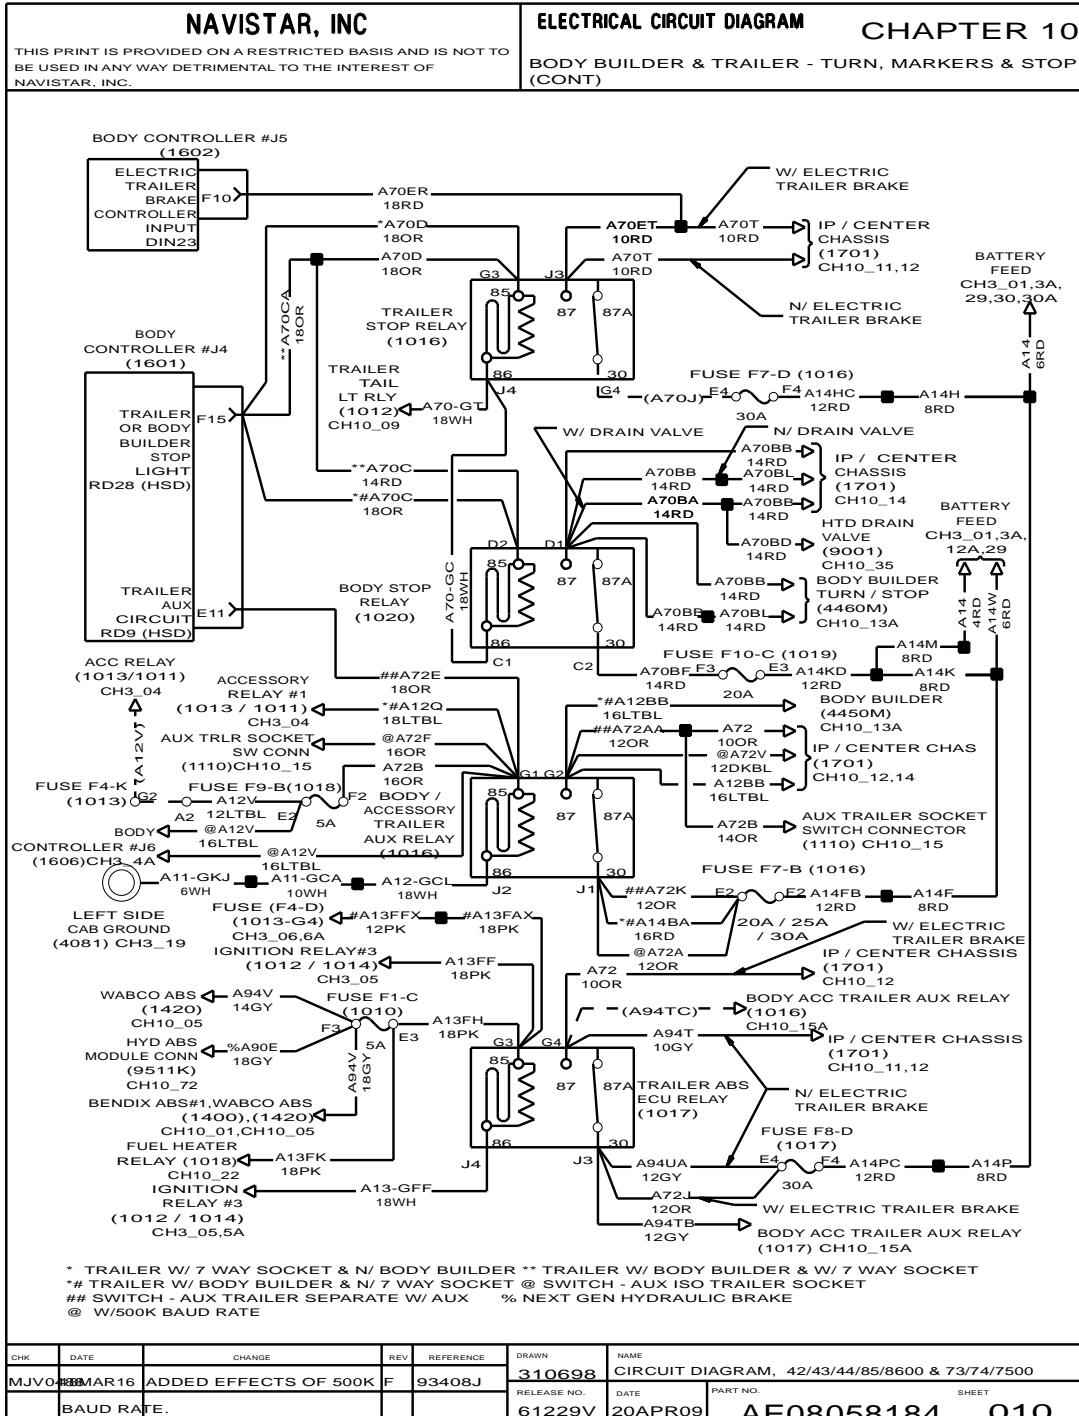 NAVISTAR, INC
THIS PRINT IS PROVIDED ON A RESTRICTED BASIS AND IS NOT TO
BE USED IN ANY WAY DETRIMENTAL TO THE INTEREST OF
NAVISTAR, INC.
ELECTRICAL CIRCUIT DIAGRAM
CHAPTER 10
BODY BUILDER & TRAILER - TURN, MARKERS & STOP
(CONT)
BODY CONTROLLER #J5
(1602)
ELECTRIC
TRAILER
BRAKE
CONTROLLER
INPUT
DIN23
F10
A70ER
18RD
*A70D
18OR
A70D
18OR
**A70CA
18OR
W/ ELECTRIC
TRAILER BRAKE
A70ET
10RD
A70T
10RD
A70T
10RD
IP / CENTER
CHASSIS
(1701)
CH10_11,12
N/ ELECTRIC
TRAILER BRAKE
BATTERY
FEED
CH3_01,3A,
29,30,30A
A14
6RD
G3
J3
85
87
87A
86
30
J4
G4
TRAILER
STOP RELAY
(1016)
TRAILER
TAIL
LT RLY
(1012)
CH10_09
A70-GT
18WH
FUSE F7-D (1016)
(A70J)
E4
F4
30A
A14HC
12RD
A14H
8RD
BODY
CONTROLLER #J4
(1601)
TRAILER
OR BODY
BUILDER
STOP
LIGHT
RD28 (HSD)
F15
TRAILER
AUX
CIRCUIT
RD9 (HSD)
E11
W/ DRAIN VALVE
N/ DRAIN VALVE
**A70C
14RD
*#A70C
18OR
A70-GC
18WH
A70BB
14RD
A70BB
14RD
A70BL
14RD
A70BA
14RD
A70BB
14RD
IP / CENTER
CHASSIS
(1701)
CH10_14
A70BD
14RD
HTD DRAIN
VALVE
(9001)
CH10_35
A70BB
14RD
A70BB
14RD
A70BL
14RD
BODY BUILDER
TURN / STOP
(4460M)
CH10_13A
BATTERY
FEED
CH3_01,3A,
12A,29
A14
4RD
A14W
6RD
D2
D1
85
87
87A
86
30
C1
C2
BODY STOP
RELAY
(1020)
FUSE F10-C (1019)
A70BF
14RD
F3
E3
20A
A14KD
12RD
A14M
8RD
A14K
8RD
ACC RELAY
(1013/1011)
CH3_04
(A12V)
ACCESSORY
RELAY #1
(1013 / 1011)
CH3_04
##A72E
18OR
*#A12Q
18LTBL
AUX TRLR SOCKET
SW CONN
(1110)CH10_15
@A72F
16OR
A72B
16OR
FUSE F4-K
(1013)
G2
A2
FUSE F9-B(1018)
A12V
12LTBL
E2
F2
5A
BODY
CONTROLLER #J6
(1606)CH3_4A
@A12V
16LTBL
@A12V
16LTBL
BODY /
ACCESSORY
TRAILER
AUX RELAY
(1016)
G1
G2
85
87
87A
86
30
J2
J1
*#A12BB
16LTBL
BODY BUILDER
(4450M)
CH10_13A
##A72AA
12OR
A72
10OR
@A72V
12DKBL
A12BB
16LTBL
IP / CENTER CHAS
(1701)
CH10_12,14
A72B
14OR
AUX TRAILER SOCKET
SWITCH CONNECTOR
(1110) CH10_15
A11-GKJ
6WH
A11-GCA
10WH
A12-GCL
18WH
LEFT SIDE
CAB GROUND
(4081) CH3_19
FUSE F7-B (1016)
##A72K
12OR
*#A14BA
16RD
@A72A
12OR
E2
F2
20A / 25A
/ 30A
A14FB
12RD
A14F
8RD
FUSE (F4-D)
(1013-G4)
CH3_06,6A
#A13FFX
12PK
#A13FAX
18PK
IGNITION RELAY#3
(1012 / 1014)
CH3_05
A13FF
18PK
W/ ELECTRIC
TRAILER BRAKE
A72
10OR
IP / CENTER CHASSIS
(1701)
CH10_12
(A94TC)
BODY ACC TRAILER AUX RELAY
(1016)
CH10_15A
A94T
10GY
IP / CENTER CHASSIS
(1701)
CH10_11,12
WABCO ABS
(1420)
CH10_05
A94V
14GY
FUSE F1-C
(1010)
F3
E3
5A
A13FH
18PK
HYD ABS
MODULE CONN
(9511K)
CH10_72
%A90E
18GY
A94V
18GY
BENDIX ABS#1,WABCO ABS
(1400),(1420)
CH10_01,CH10_05
FUEL HEATER
RELAY (1018)
CH10_22
A13FK
18PK
IGNITION
RELAY #3
(1012 / 1014)
CH3_05,5A
A13-GFF
18WH
G3
G4
85
87
87A
86
30
J4
J3
TRAILER ABS
ECU RELAY
(1017)
N/ ELECTRIC
TRAILER BRAKE
FUSE F8-D
(1017)
A94UA
12GY
E4
F4
30A
A14PC
12RD
A14P
8RD
A72J
12OR
W/ ELECTRIC TRAILER BRAKE
A94TB
12GY
BODY ACC TRAILER AUX RELAY
(1017) CH10_15A
* TRAILER W/ 7 WAY SOCKET & N/ BODY BUILDER ** TRAILER W/ BODY BUILDER & W/ 7 WAY SOCKET
*# TRAILER W/ BODY BUILDER & N/ 7 WAY SOCKET @ SWITCH - AUX ISO TRAILER SOCKET
## SWITCH - AUX TRAILER SEPARATE W/ AUX % NEXT GEN HYDRAULIC BRAKE
@ W/500K BAUD RATE
CHK DATE CHANGE REV REFERENCE
ADDED EFFECTS OF 500K F 93408J
BAUD RATE.
DRAWN
310698
NAME
CIRCUIT DIAGRAM, 42/43/44/85/8600 & 73/74/7500
RELEASE NO.
61229V
DATE
20APR09
PART NO.
AE08058184
SHEET
010